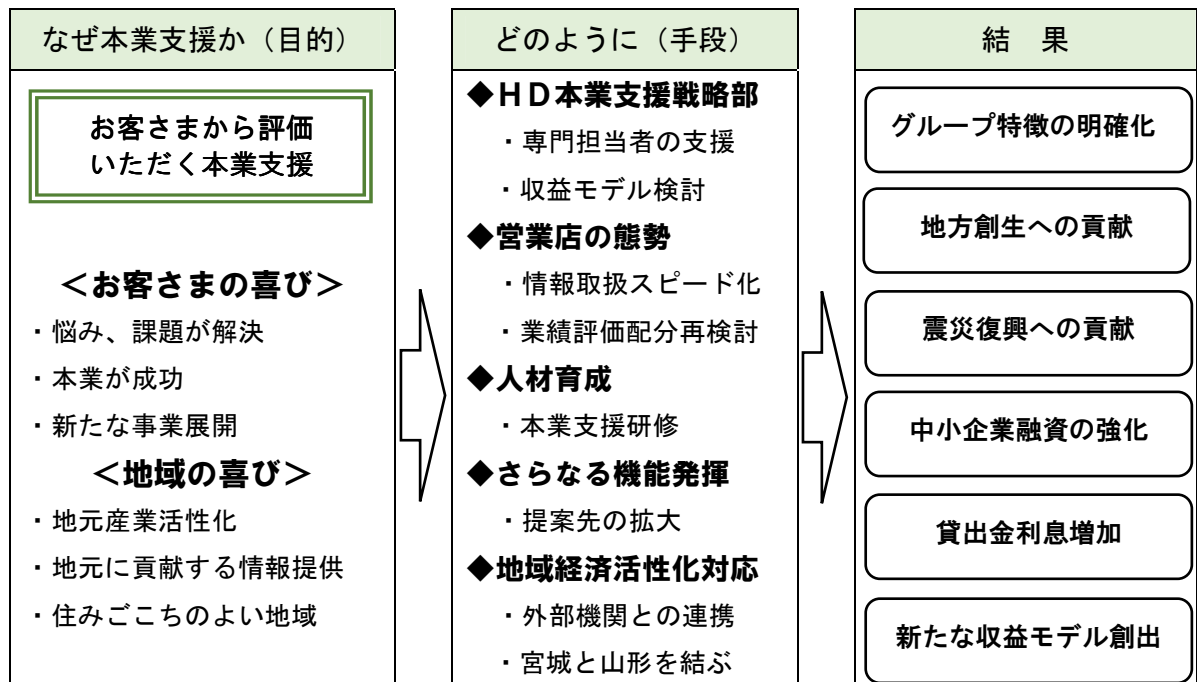 なぜ本業支援か（目的）
お客さまから評価
いただく本業支援
＜お客さまの喜び＞
・悩み、課題が解決
・本業が成功
・新たな事業展開
＜地域の喜び＞
・地元産業活性化
・地元に貢献する情報提供
・住みごこちのよい地域
どのように（手段）
◆ＨＤ本業支援戦略部
・専門担当者の支援
・収益モデル検討
◆営業店の態勢
・情報取扱スピード化
・業績評価配分再検討
◆人材育成
・本業支援研修
◆さらなる機能発揮
・提案先の拡大
◆地域経済活性化対応
・外部機関との連携
・宮城と山形を結ぶ
結　果
グループ特徴の明確化
地方創生への貢献
震災復興への貢献
中小企業融資の強化
貸出金利息増加
新たな収益モデル創出